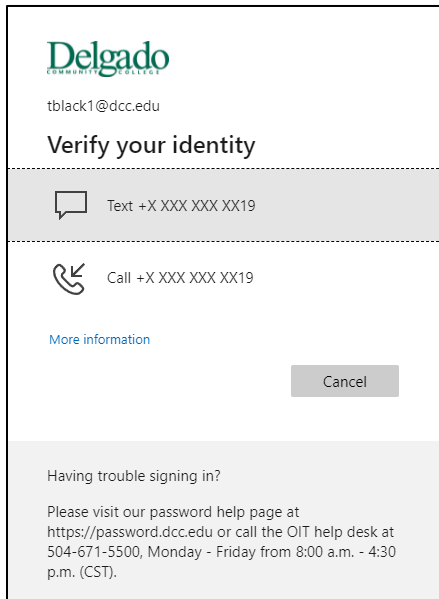 Delgado
COMMUNITY COLLEGE
tblack1@dcc.edu
Verify your identity
Text +X XXX XXX XX19
Call +X XXX XXX XX19
More information
Cancel
Having trouble signing in?
Please visit our password help page at
https://password.dcc.edu or call the OIT help desk at
504-671-5500, Monday - Friday from 8:00 a.m. - 4:30
p.m. (CST).